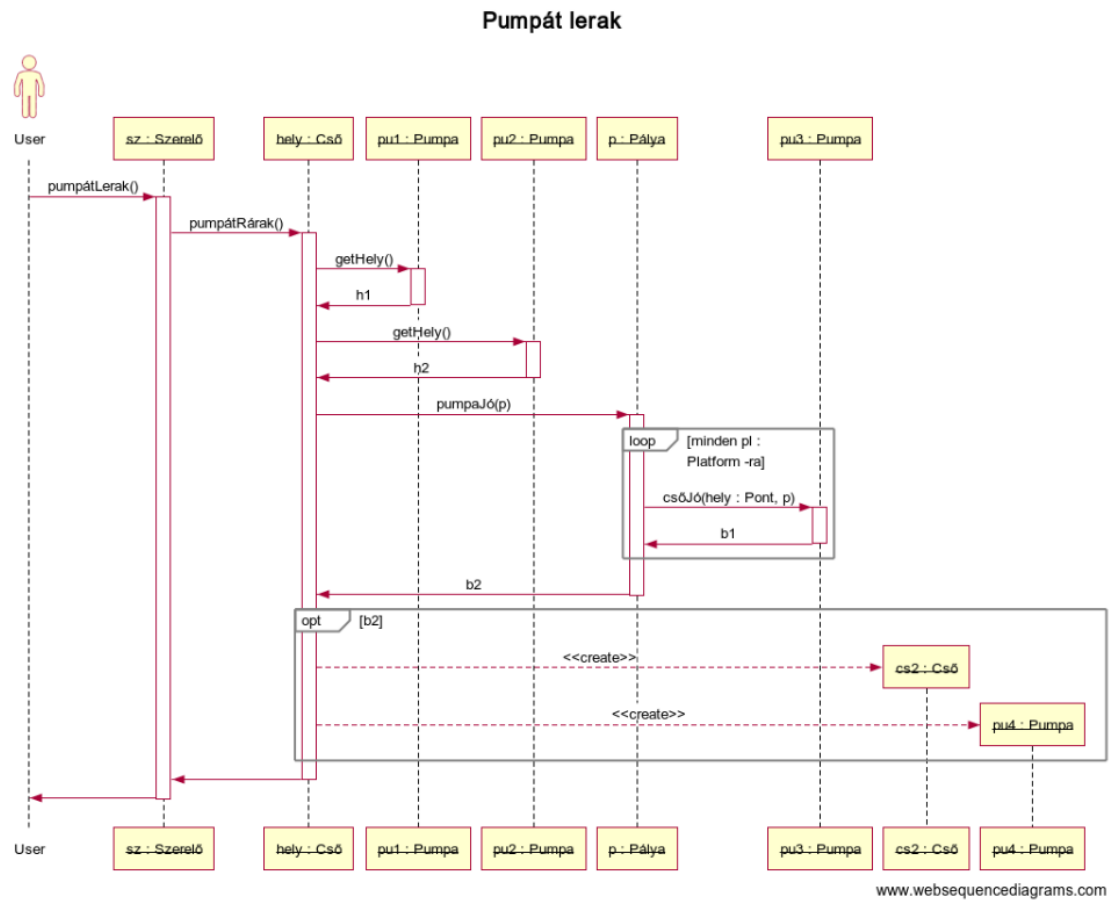 Pumpát lerak
User
sz : Szerelő
hely : Cső
pu1 : Pumpa
pu2 : Pumpa
p : Pálya
pu3 : Pumpa
pumpátLerak()
pumpátRárak()
getHely()
h1
getHely()
h2
pumpaJó(p)
loop
[minden pl :
Platform -ra]
csőJó(hely : Pont, p)
b1
b2
opt
[b2]
<<create>>
cs2 : Cső
<<create>>
pu4 : Pumpa
User
sz : Szerelő
hely : Cső
pu1 : Pumpa
pu2 : Pumpa
p : Pálya
pu3 : Pumpa
cs2 : Cső
pu4 : Pumpa
www.websequencediagrams.com